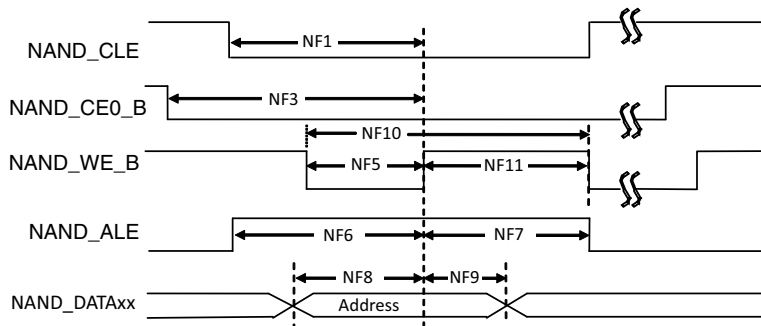 NF1
NAND_CLE
NF3
NAND_CE0_B
NF10
NAND_WE_B
NF5
NF11
NAND_ALE
NF6
NF7
NF8
NF9
NAND_DATAxx
Address